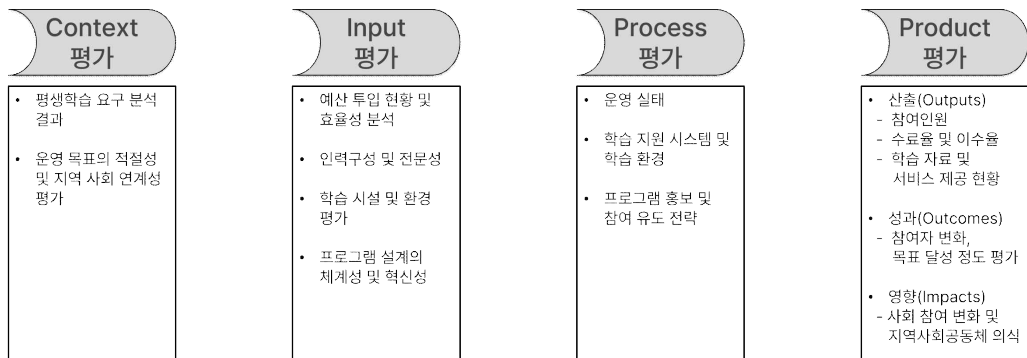 Context
평가
• 평생학습 요구 분석
결과
• 운영 목표의 적절성
및 지역 사회 연계성
평가
Input
평가
• 예산 투입 현황 및
효율성 분석
• 인력구성 및 전문성
• 학습 시설 및 환경
평가
• 프로그램 설계의
체계성 및 혁신성
Process
평가
• 운영 실태
• 학습 지원 시스템 및
학습 환경
• 프로그램 홍보 및
참여 유도 전략
Product
평가
• 산출(Outputs)
- 참여인원
- 수료율 및 이수율
- 학습 자료 및
서비스 제공 현황
• 성과(Outcomes)
- 참여자 변화,
목표 달성 정도 평가
• 영향(Impacts)
- 사회 참여 변화 및
지역사회공동체 의식